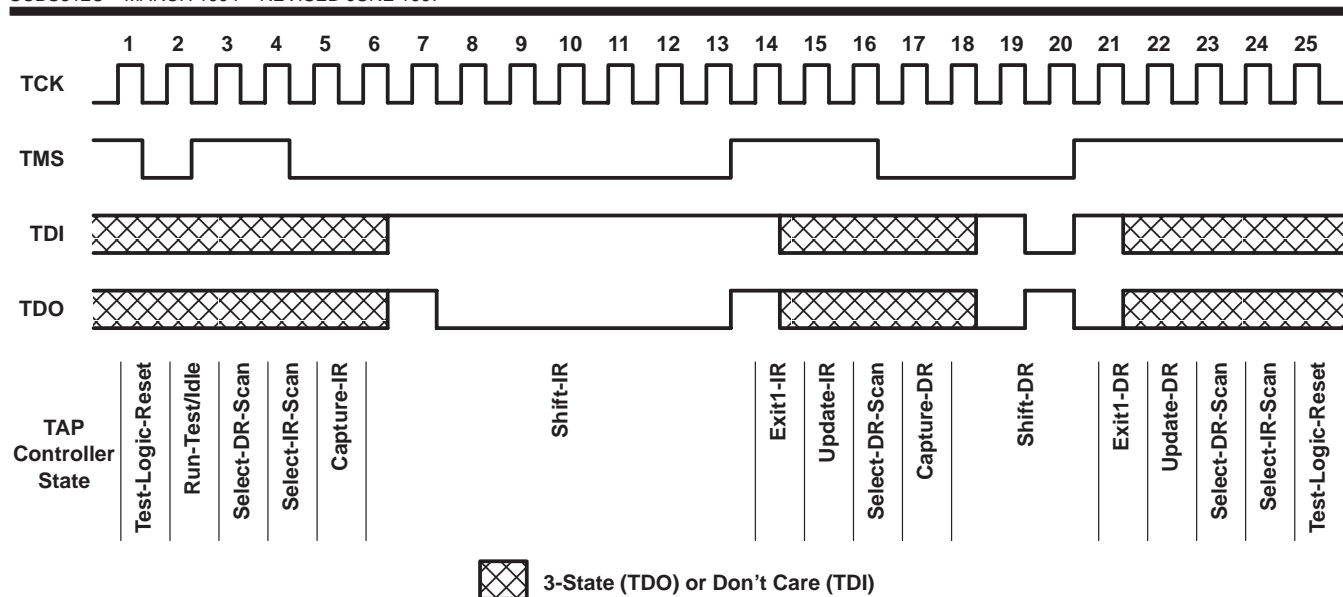 1 2 3 4 5 6 7 8 9 10 11 12 13 14 15 16 17 18 19 20 21 22 23 24 25
TCK
TMS
TDI
TDO
TAP
Controller
State
Test-Logic-Reset
Run-Test/Idle
Select-DR-Scan
Select-IR-Scan
Capture-IR
Shift-IR
Exit1-IR
Update-IR
Select-DR-Scan
Capture-DR
Shift-DR
Exit1-DR
Update-DR
Select-DR-Scan
Select-IR-Scan
Test-Logic-Reset
3-State (TDO) or Don't Care (TDI)